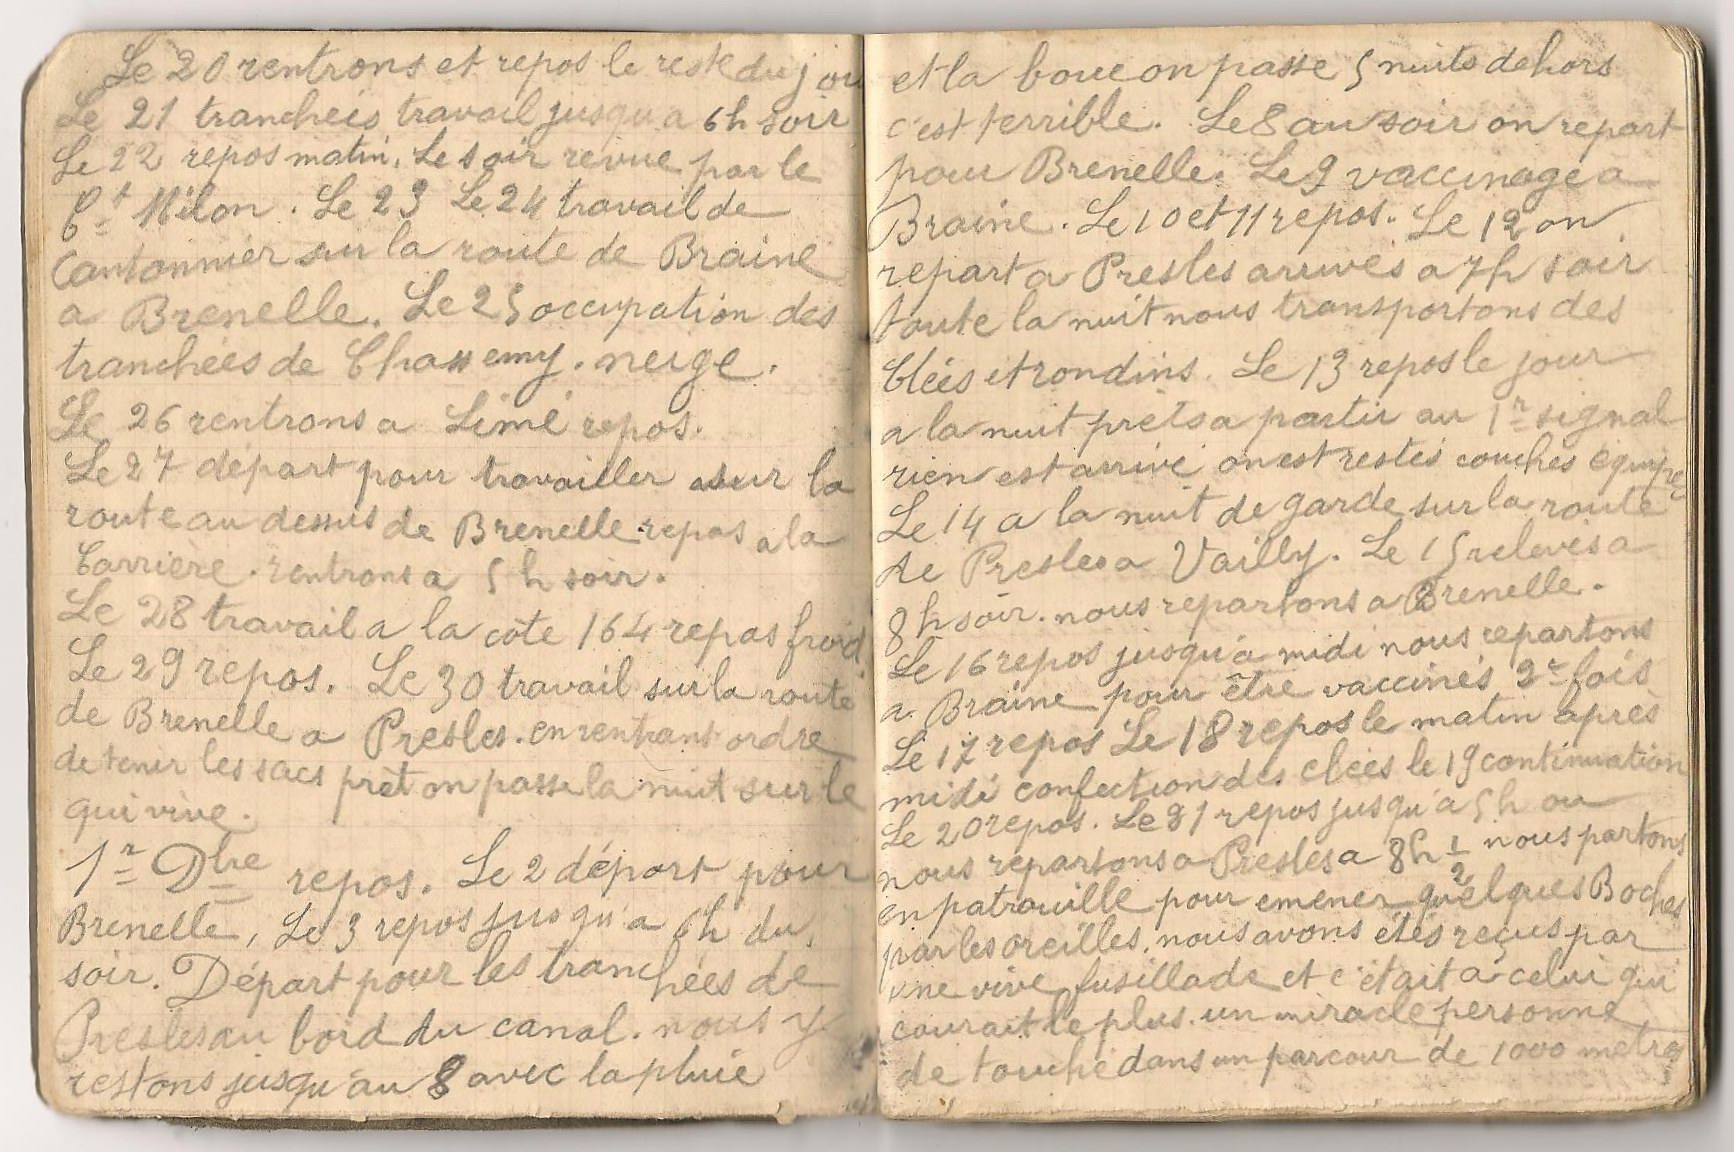 Le 20 rentrons et repos le reste du jou
Le 21 tranchées travail jusqu'a 6h soir
Le 22 repos matin. Le soir revue par le
Ct Milon. Le 23 Le 24 travail de
Cantonnier sur la route de Braine
a Brenelle. Le 25 occupation des
tranchées de Chassemy. neige.
Le 26 rentrons a Limé repos.
Le 27 départ pour travailler sur la
route au dessus de Brenelle repas a la
Carrière. rentrons a 5 h soir.
Le 28 travail a la cote 164 repas froid
Le 29 repos. Le 30 travail sur la route
de Brenelle a Presles. en rentrant ordre
de tenir les sacs prêt on passe la nuit sur le
qui vive.
1r Dbre repos. Le 2 départ pour
Brenelle, Le 3 repos jusqu'a 6h du
soir. Départ pour les tranchées de
Presles au bord du canal. nous y
restons jusqu'au 8 avec la pluie
et la boue on passe 5 nuits dehors
c'est terrible. Le 8 au soir on repart
pour Brenelle. Le 9 vaccinage a
Braine. Le 10 et 11 repos. Le 12 on
repart a Presles arrivés a 7h soir
toute la nuit nous transportons des
clées et rondins. Le 13 repos le jour
a la nuit prêts a partir au 1r signal
rien est arrivé on est restés couchés équipés
Le 14 a la nuit de garde sur la route
de Presles a Vailly. Le 15 relevés a
8 h soir. nous repartons a Brenelle.
Le 16 repos jusqu'à midi nous repartons
a Braine pour être vaccinés 2e fois
Le 17 repos Le 18 repos le matin après
midi confection des clées le 19 continuation
Le 20 repos. Le 21 repos jusqu'a 5h ou
nous repartons a Presles a 8h 1/2 nous partons
en patrouille pour emener quelques Boches
par les oreilles. nous avons étés reçus par
une vive fusillade et c'était a celui qui
courait le plus. un miracle personne
de touché dans un parcour de 1000 metres